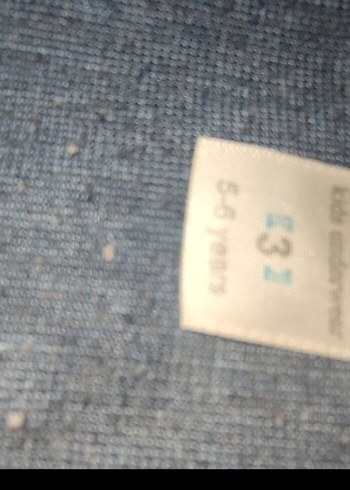 kids underwear
[3]
5-6 years